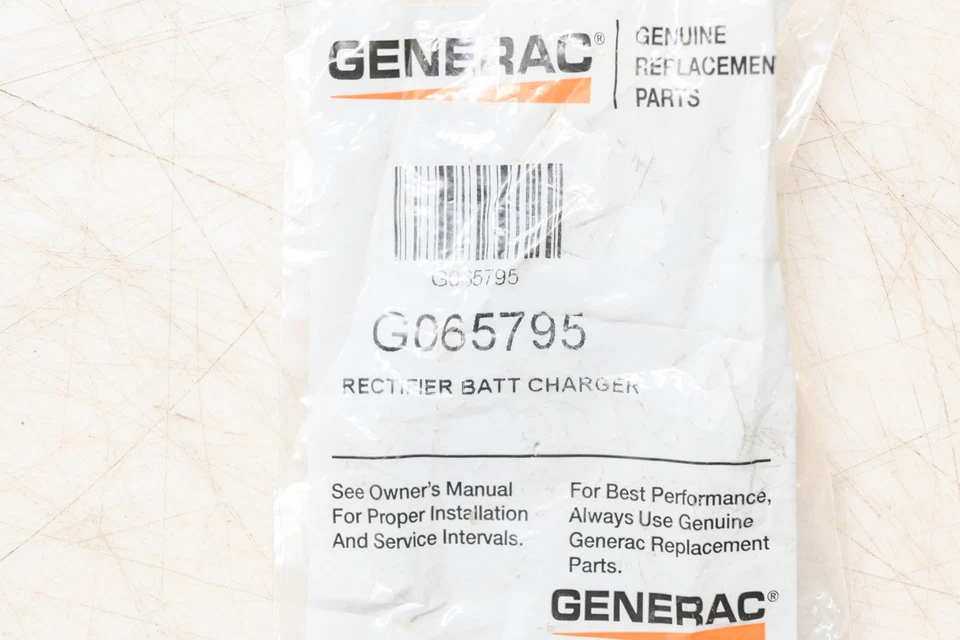 GENERAC®
GENUINE
REPLACEMEN
PARTS
G065795
G065795
RECTIFIER BATT CHARGER
See Owner's Manual
For Proper Installation
And Service Intervals.
For Best Performance,
Always Use Genuine
Generac Replacement
Parts.
GENERAC®